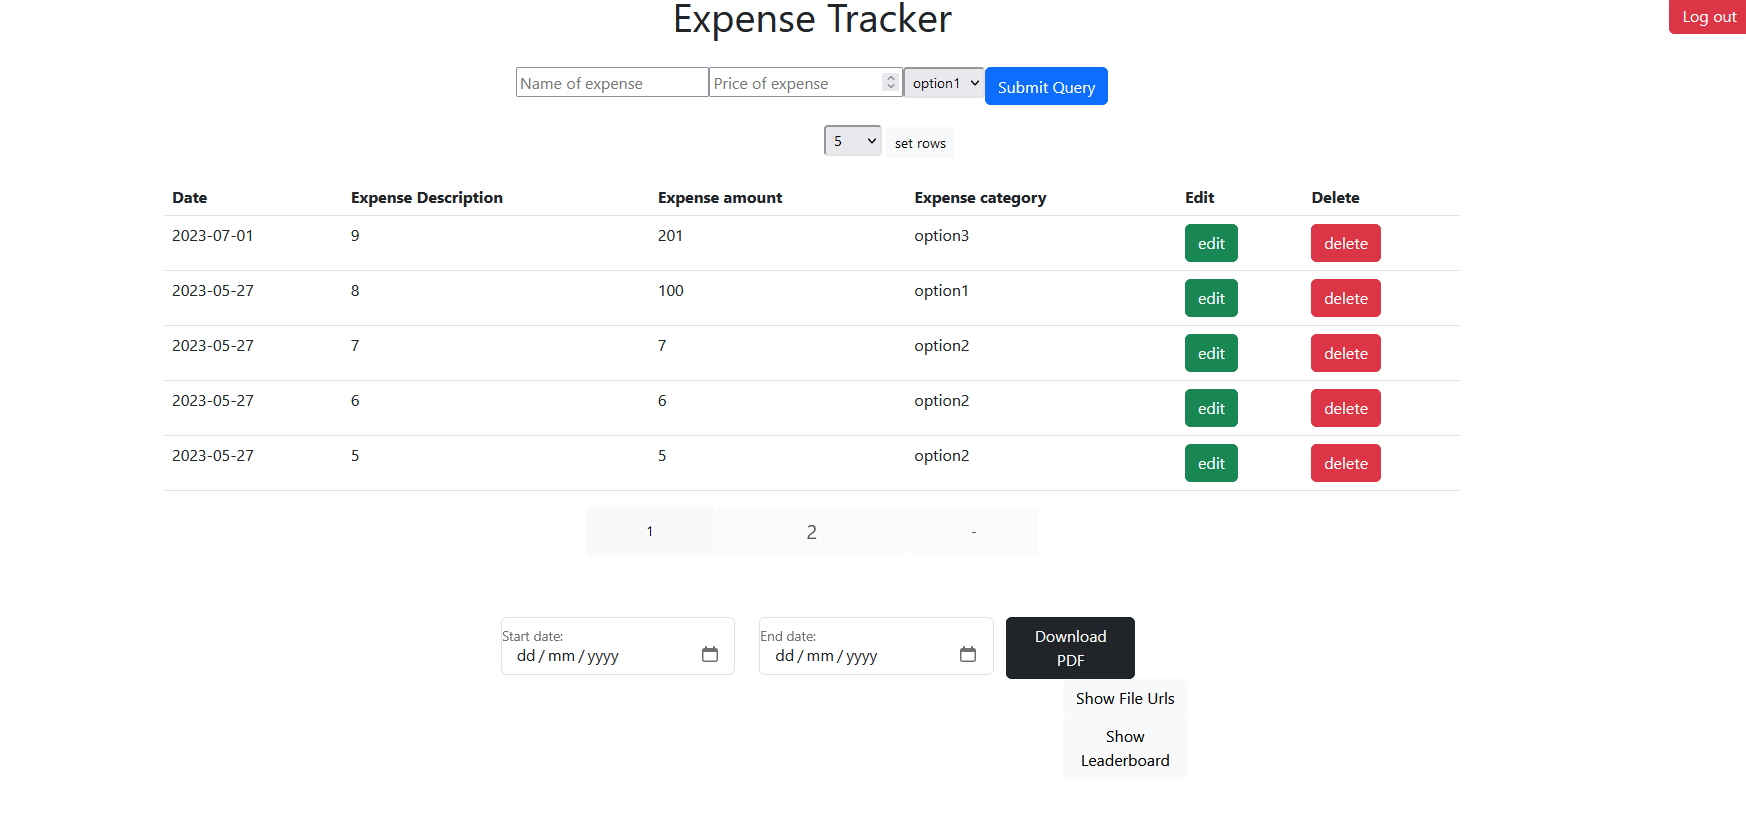 Expense Tracker
Log out
Name of expense Price of expense option1 Submit Query
5 set rows
Date Expense Description Expense amount Expense category Edit Delete
2023-07-01 9 201 option3 edit delete
2023-05-27 8 100 option1 edit delete
2023-05-27 7 7 option2 edit delete
2023-05-27 6 6 option2 edit delete
2023-05-27 5 5 option2 edit delete
1 2 -
Start date:
dd/mm/yyyy
End date:
dd/mm/yyyy
Download
PDF
Show File Urls
Show
Leaderboard